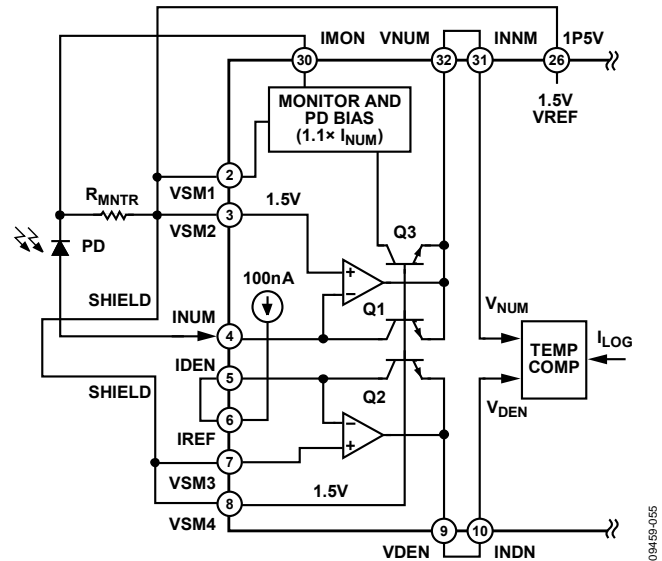 IMON VNUM INNM 1P5V
30 32 31 26
MONITOR AND
PD BIAS
(1.1× INUM)
1.5V
VREF
2
VSM1
RMNTR
1.5V
3
VSM2
Q3
PD
100nA
SHIELD
+
−
INUM
4
Q1
VNUM
IDEN
5
TEMP
COMP
ILOG
SHIELD
Q2
VDEN
6
IREF
−
+
7
VSM3
1.5V
8
VSM4
9 10
VDEN INDN
09459-055